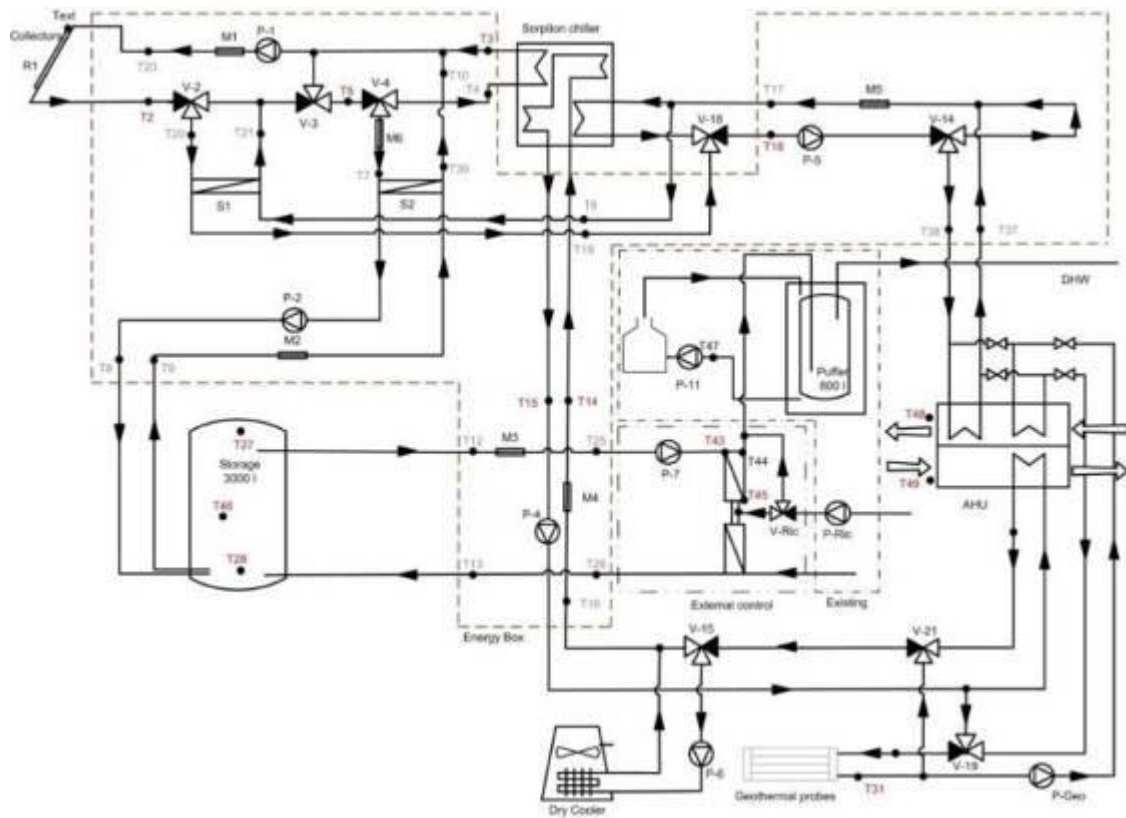 Text
Collectors
R1
M1
P-1
T3
Sorption chiller
T23
T10
T4
T2
V-2
V-3
T5
V-4
T20
T21
M6
T7
T39
S1
S2
T17
M5
V-18
T18
P-5
V-14
T19
T38
T37
DHW
P-2
M2
T8
T9
T47
P-11
Puffer
800 l
T15
T14
T48
T49
AHU
T27
Storage
3000 l
T46
T28
T12
M3
T25
P-7
T43
T44
T45
V-Ric
P-Ric
M4
P-4
T13
T26
T16
External control
Existing
Energy Box
V-15
V-21
P-6
Dry Cooler
V-19
T31
Geothermal probes
P-Geo